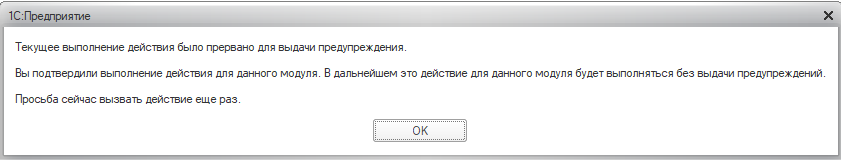 1С:Предприятие
Текущее выполнение действия было прервано для выдачи предупреждения.
Вы подтвердили выполнение действия для данного модуля. В дальнейшем это действие для данного модуля будет выполняться без выдачи предупреждений.
Просьба сейчас вызвать действие еще раз.
OK